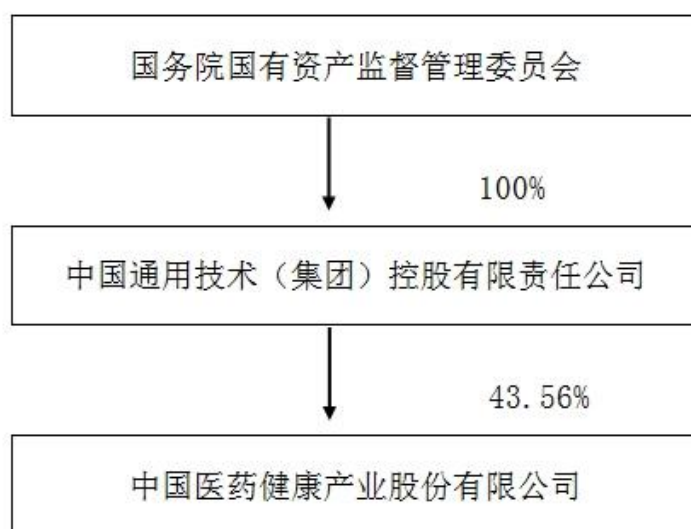 国务院国有资产监督管理委员会
100%
中国通用技术（集团）控股有限责任公司
43.56%
中国医药健康产业股份有限公司